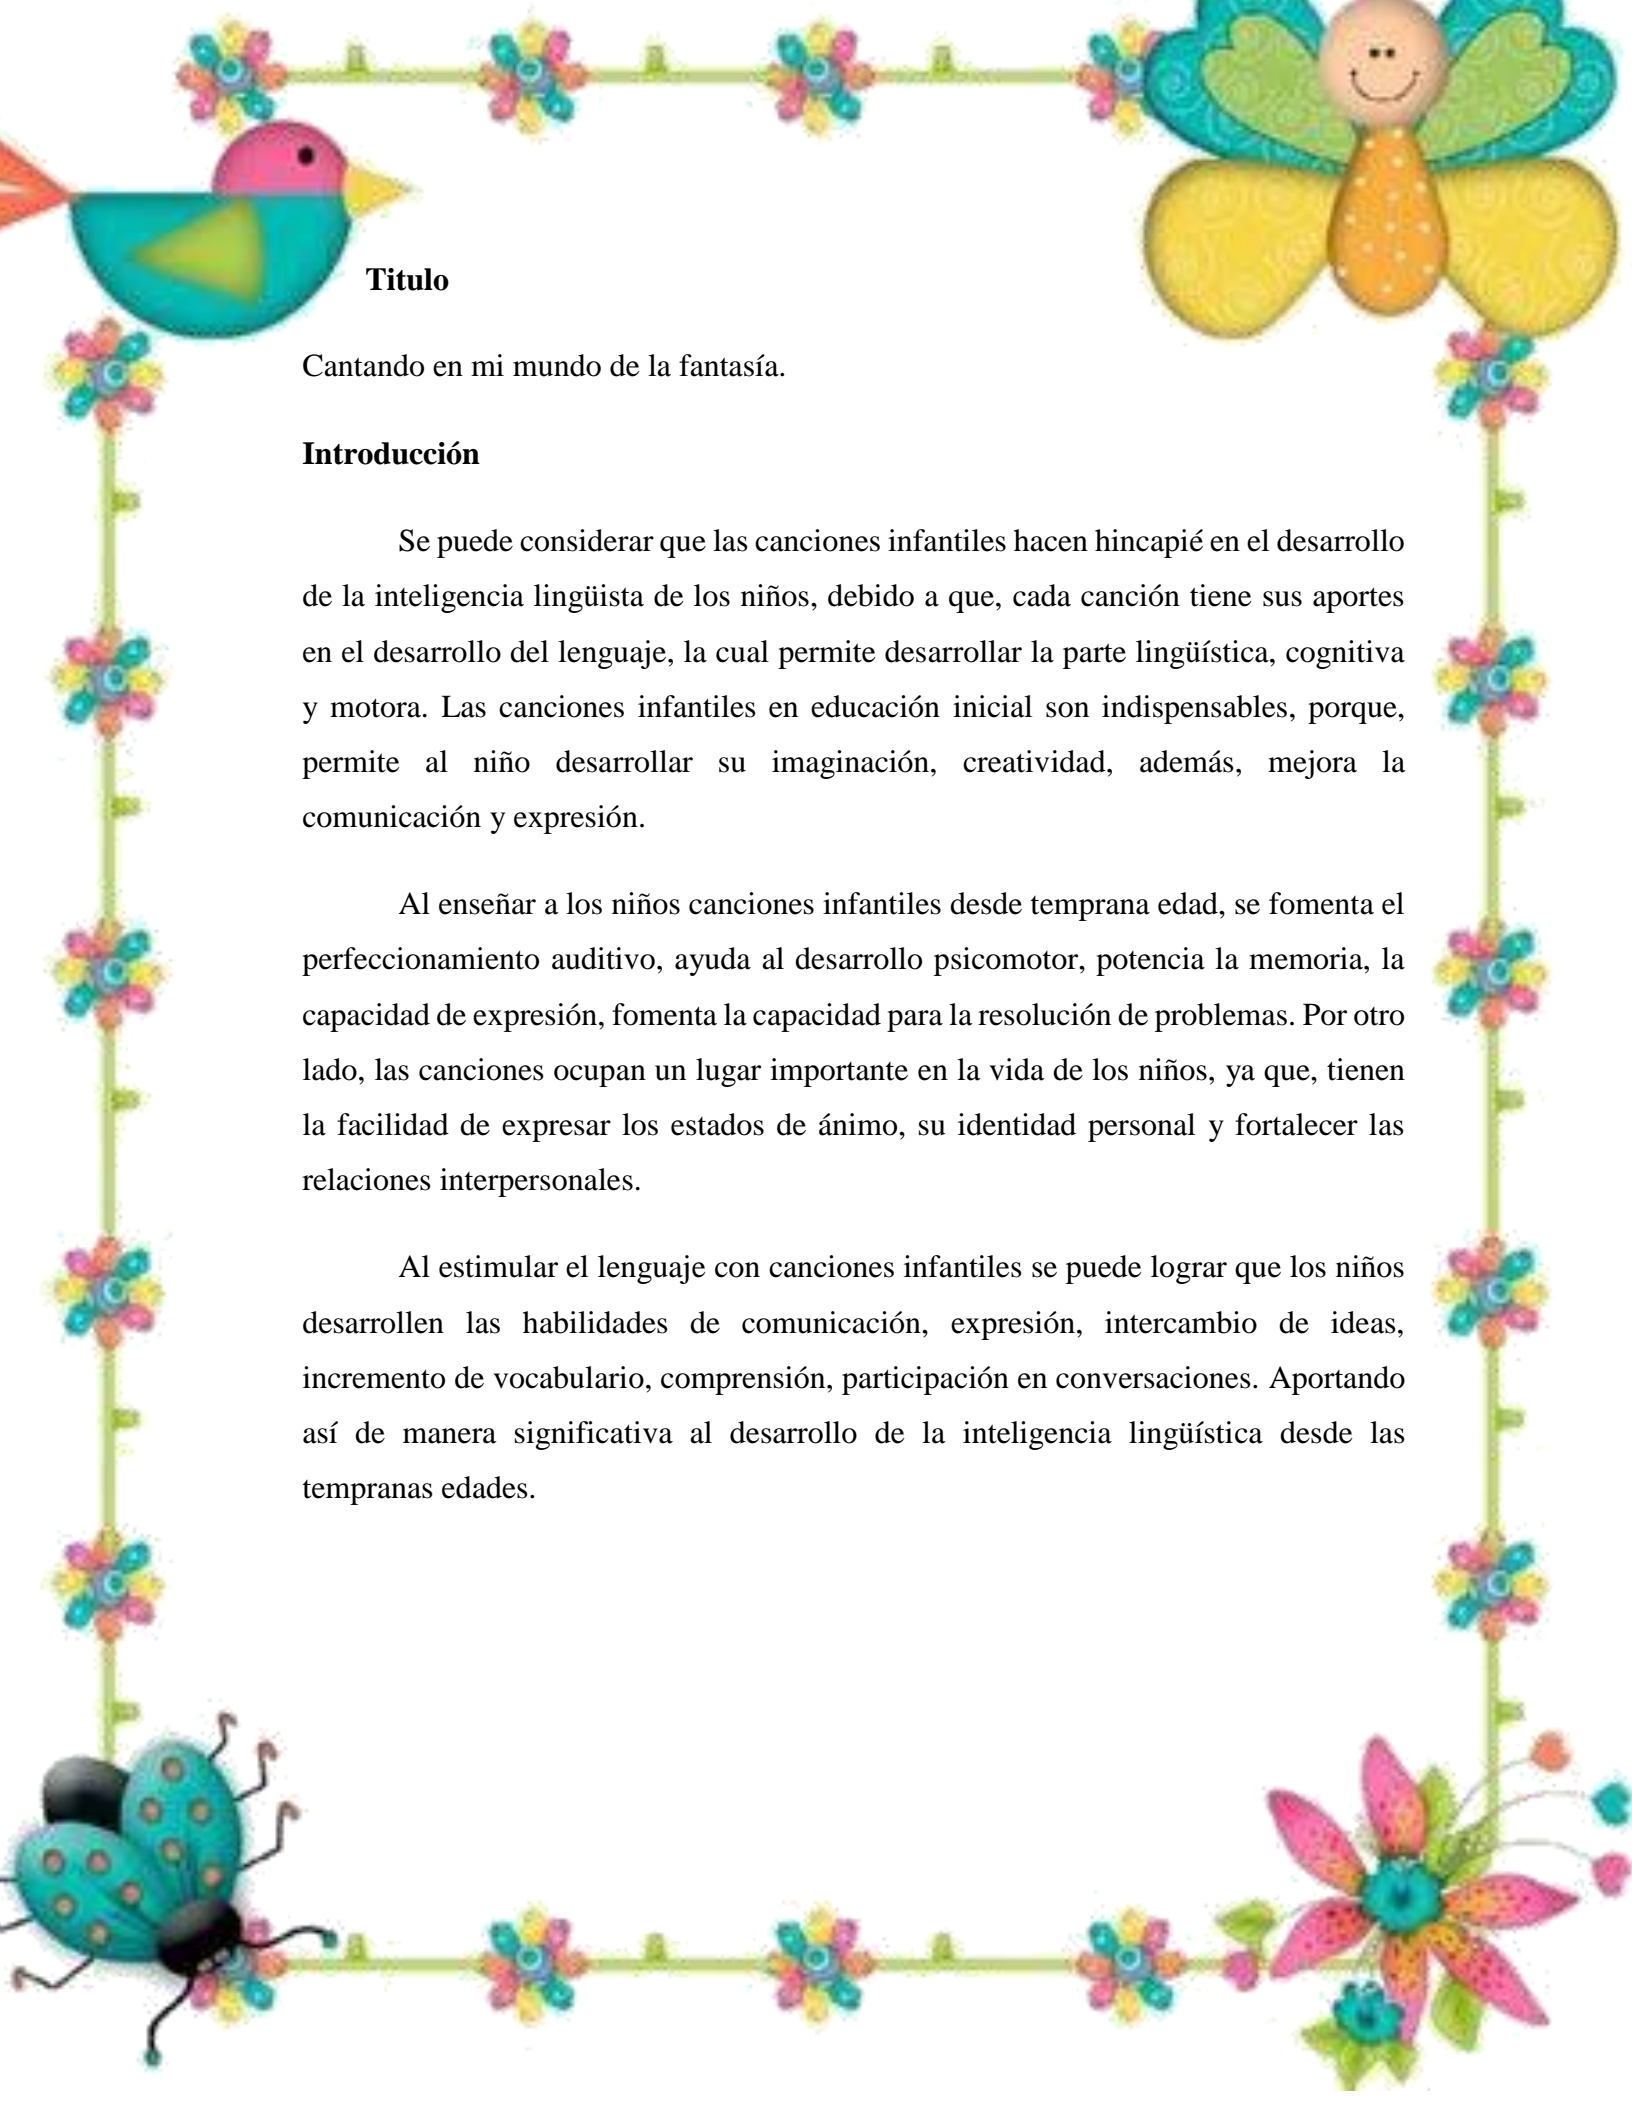 Titulo
Cantando en mi mundo de la fantasía.
Introducción
Se puede considerar que las canciones infantiles hacen hincapié en el desarrollo
de la inteligencia lingüista de los niños, debido a que, cada canción tiene sus aportes
en el desarrollo del lenguaje, la cual permite desarrollar la parte lingüística, cognitiva
y motora. Las canciones infantiles en educación inicial son indispensables, porque,
permite al niño desarrollar su imaginación, creatividad, además, mejora la
comunicación y expresión.
Al enseñar a los niños canciones infantiles desde temprana edad, se fomenta el
perfeccionamiento auditivo, ayuda al desarrollo psicomotor, potencia la memoria, la
capacidad de expresión, fomenta la capacidad para la resolución de problemas. Por otro
lado, las canciones ocupan un lugar importante en la vida de los niños, ya que, tienen
la facilidad de expresar los estados de ánimo, su identidad personal y fortalecer las
relaciones interpersonales.
Al estimular el lenguaje con canciones infantiles se puede lograr que los niños
desarrollen las habilidades de comunicación, expresión, intercambio de ideas,
incremento de vocabulario, comprensión, participación en conversaciones. Aportando
así de manera significativa al desarrollo de la inteligencia lingüística desde las
tempranas edades.